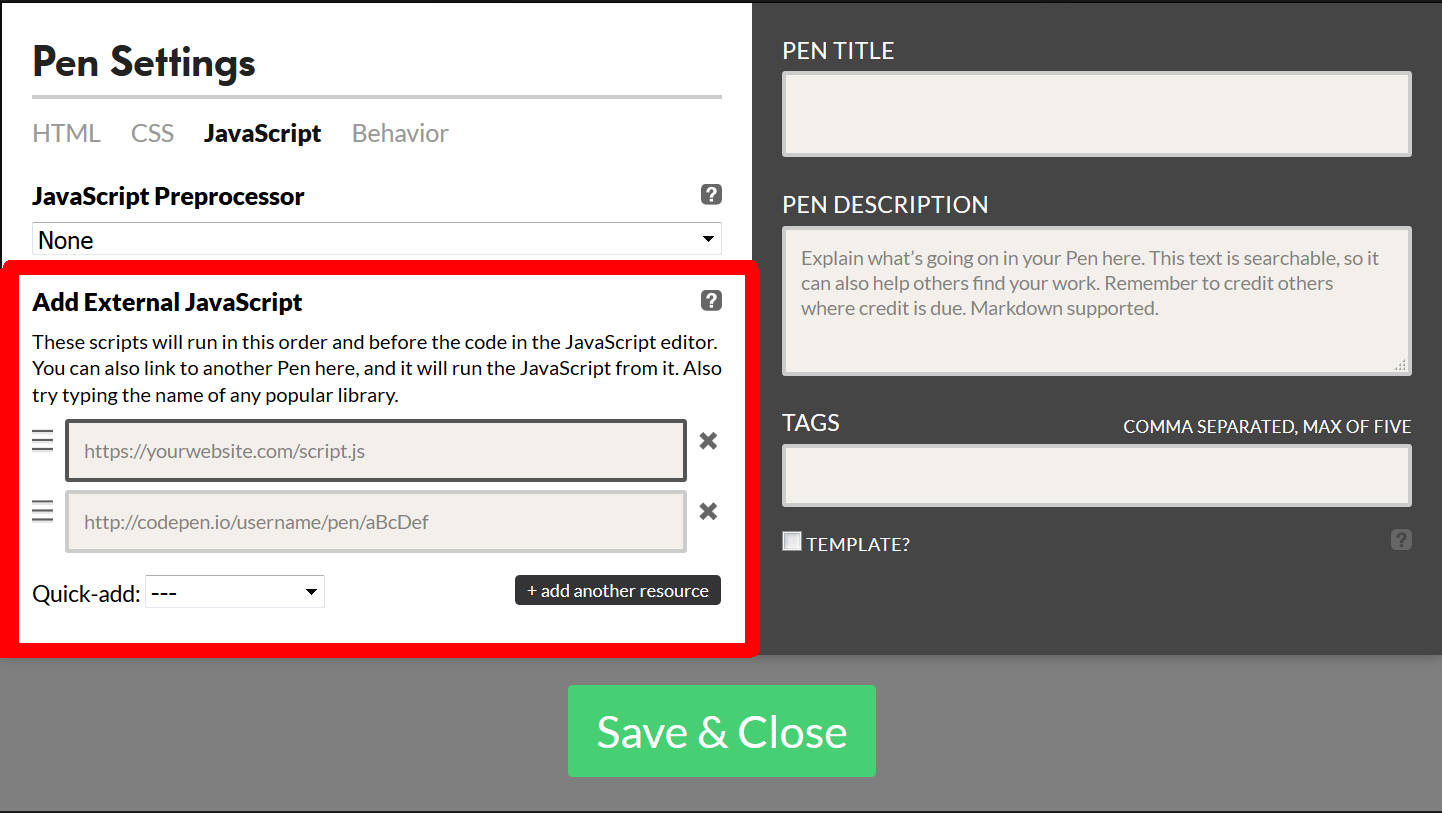 Pen Settings
HTML CSS JavaScript Behavior
JavaScript Preprocessor ?
None
Add External JavaScript ?
These scripts will run in this order and before the code in the JavaScript editor.
You can also link to another Pen here, and it will run the JavaScript from it. Also
try typing the name of any popular library.
https://yourwebsite.com/script.js
http://codepen.io/username/pen/aBcDef
Quick-add: --- + add another resource
PEN TITLE
PEN DESCRIPTION
Explain what’s going on in your Pen here. This text is searchable, so it
can also help others find your work. Remember to credit others
where credit is due. Markdown supported.
TAGS COMMA SEPARATED, MAX OF FIVE
TEMPLATE? ?
Save & Close